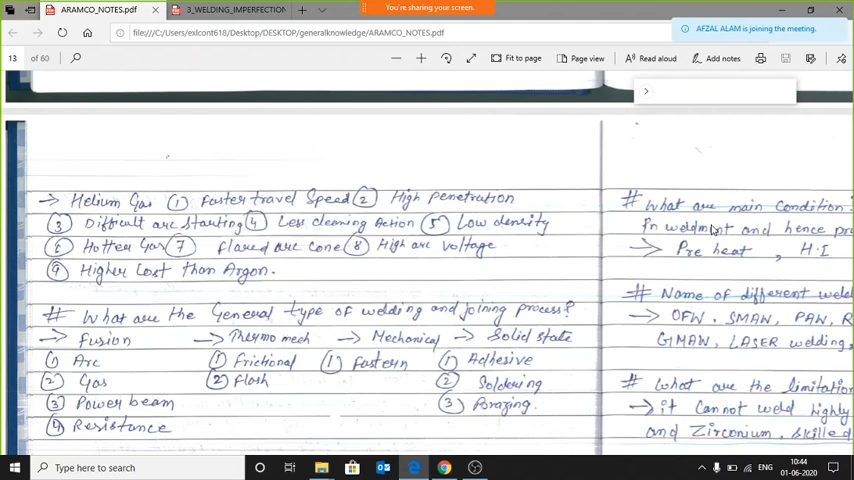 ARAMCO_NOTES.pdf
3_WELDING_IMPERFECTION
You're sharing your screen.
AFZAL ALAM is joining the meeting.
file:///C:/Users/exlcont618/Desktop/DESKTOP/generalknowledge/ARAMCO_NOTES.pdf
13 of 60
Fit to page
Page view
Read aloud
Add notes
→ Helium Gas ① Faster travel Speed ② High penetration
③ Difficult arc starting ④ Less cleaning Action ⑤ Low density
⑥ Hotter Gas ⑦ Flared arc cone ⑧ High arc voltage
⑨ Higher Cost than Argon.
# What are the General type of welding and joining process?
→ Fusion → Thermo mech → Mechanical → Solid state
① Arc ① Frictional ① Fastern ① Adhesive
② Gas ② Flash ② Soldering
③ Power beam ③ Brazing.
④ Resistance
# What are main condition
In weldment and hence pr
→ Pre heat , H.I
# Name of different weld
→ OFW, SMAW, PAW, R
GMAW, LASER welding,
# What are the limitation
→ it Cannot weld highly
and Zirconium, skilled
Type here to search
ENG
10:44
01-06-2020